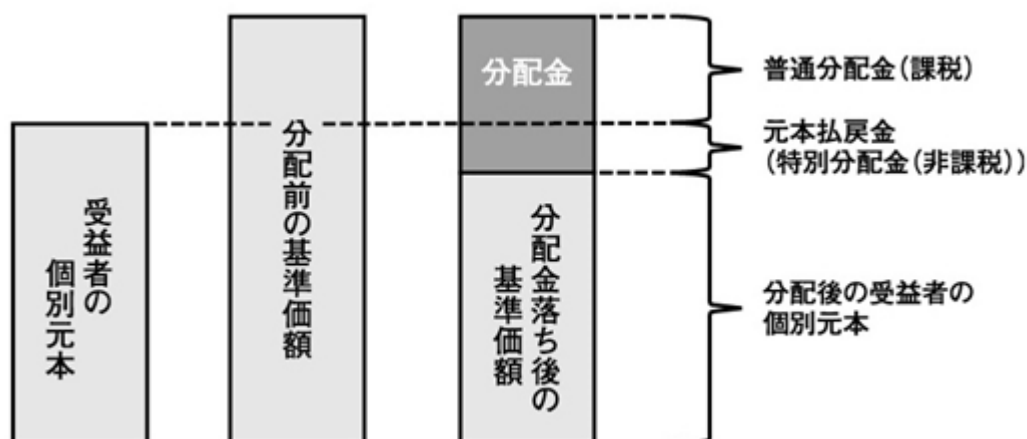 受益者の
個別元本
分配前の基準価額
分配金
分配金落ち後の
基準価額
普通分配金(課税)
元本払戻金
(特別分配金(非課税))
分配後の受益者の
個別元本